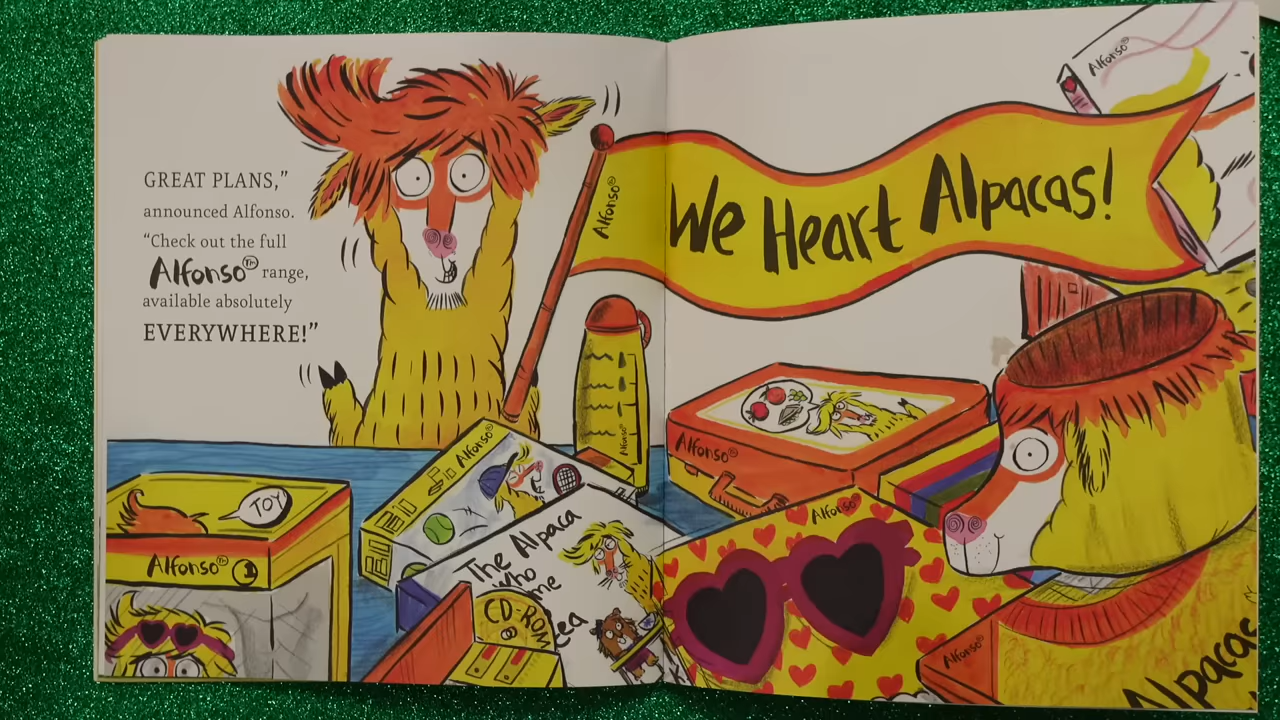 GREAT PLANS,”
announced Alfonso.
“Check out the full
Alfonso™ range,
available absolutely
EVERYWHERE!”
Alfonso
We Heart Alpacas!
Alfonso
Alfonso
Alfonso
Alfonso
TOY
Alfonso
The Alpaca
Who
CD-ROM
Alfonso
Alfonso
Alpacas